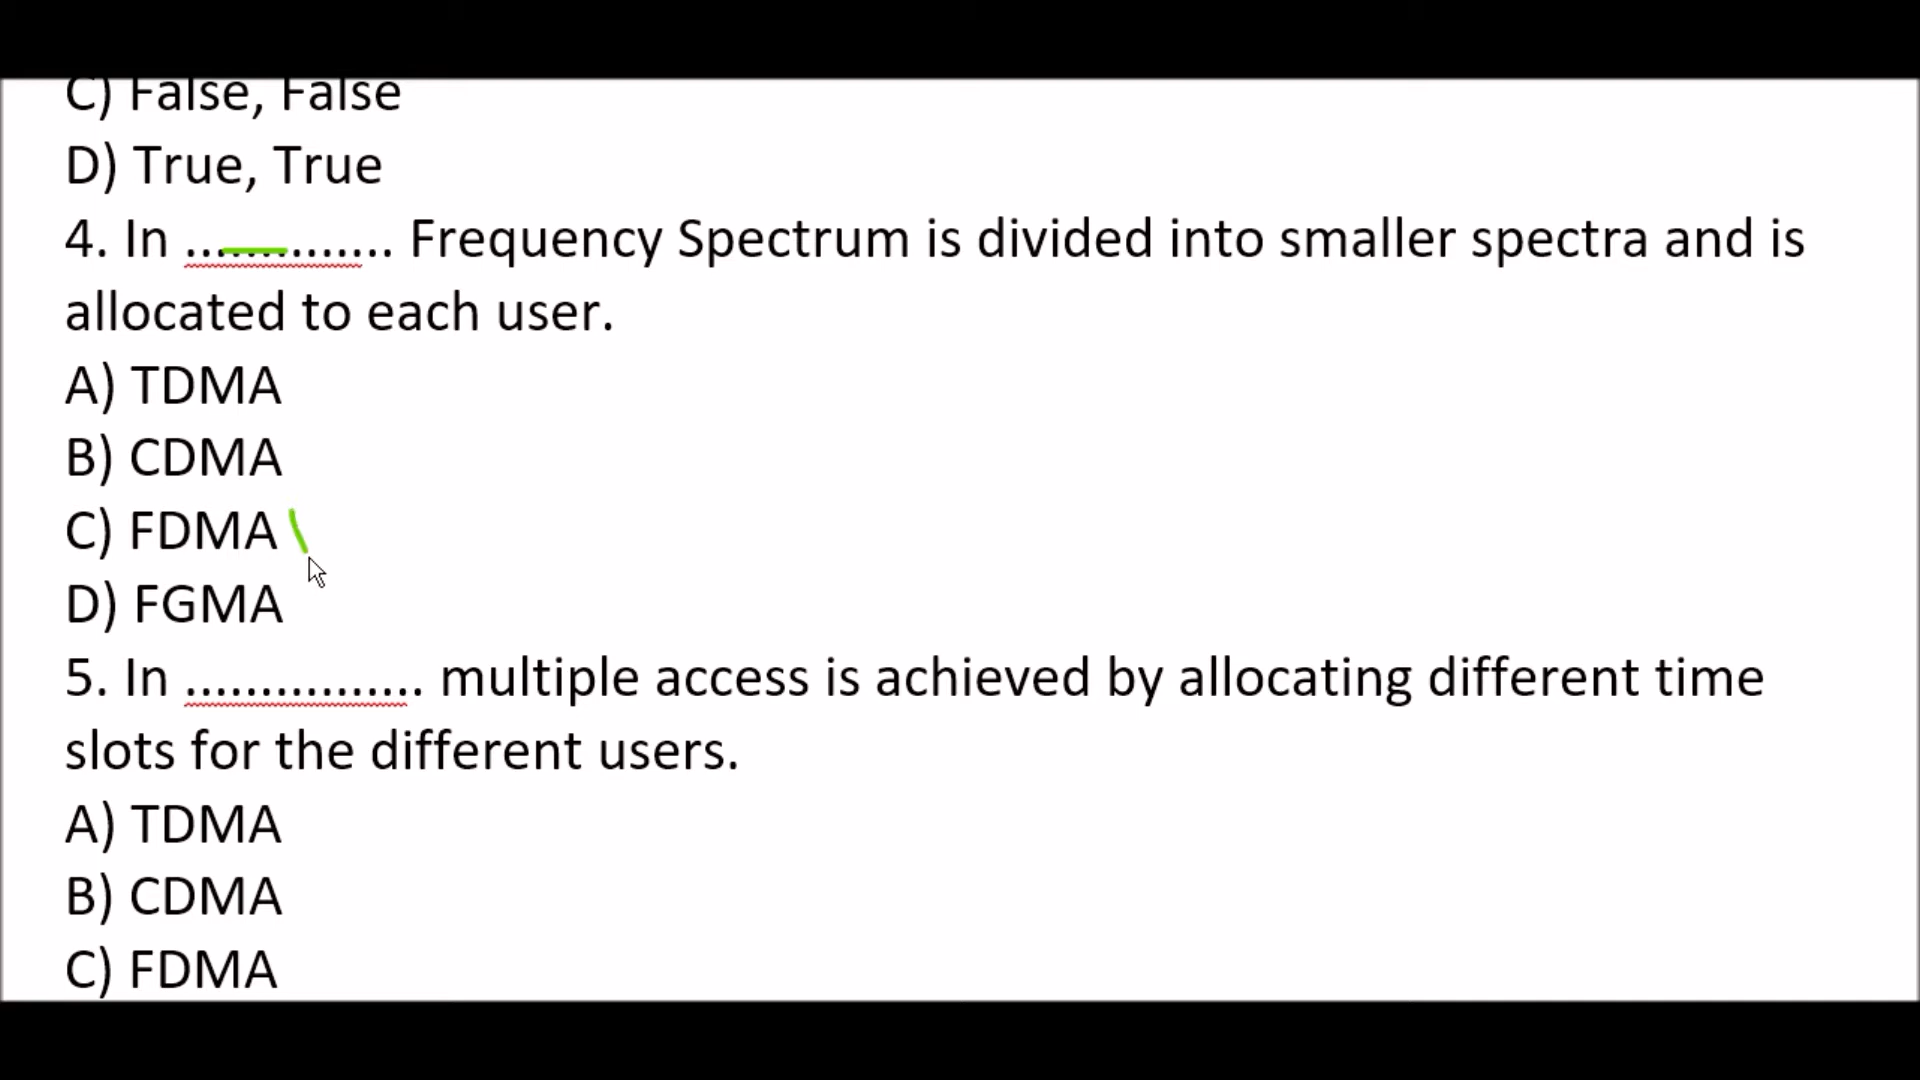 C) False, False
D) True, True
4. In .............. Frequency Spectrum is divided into smaller spectra and is
allocated to each user.
A) TDMA
B) CDMA
C) FDMA
D) FGMA
5. In ................ multiple access is achieved by allocating different time
slots for the different users.
A) TDMA
B) CDMA
C) FDMA